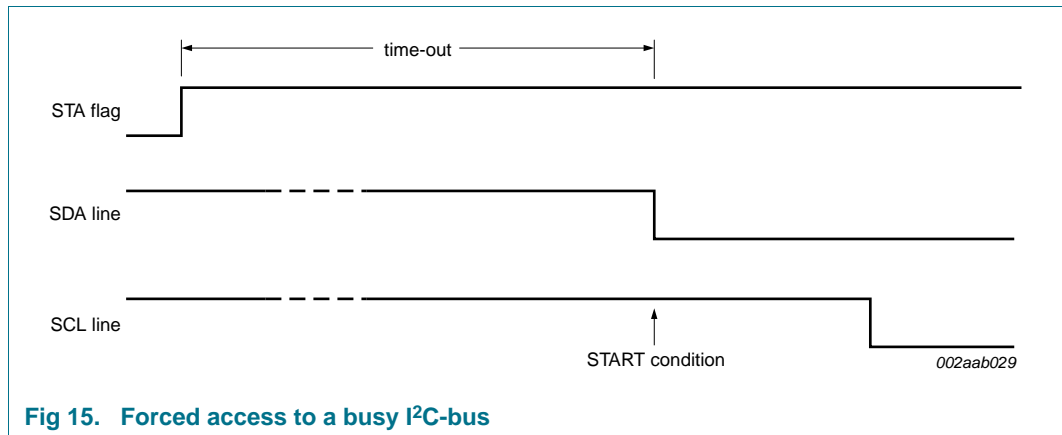 time-out
STA flag
SDA line
SCL line
START condition
002aab029
Fig 15. Forced access to a busy I²C-bus